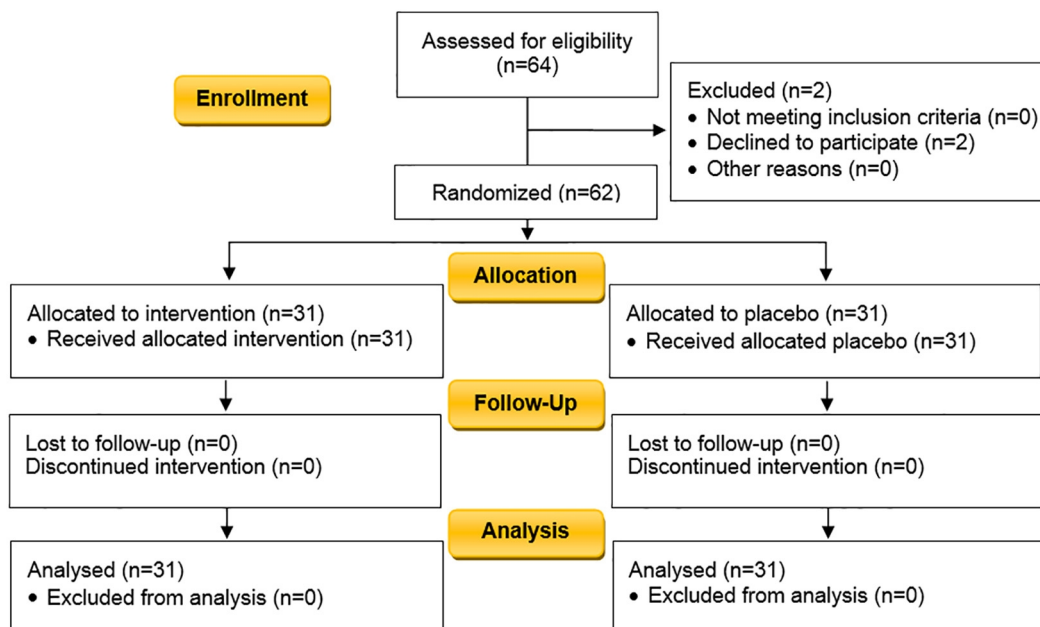 Assessed for eligibility
(n=64)
Enrollment
Excluded (n=2)
• Not meeting inclusion criteria (n=0)
• Declined to participate (n=2)
• Other reasons (n=0)
Randomized (n=62)
Allocation
Allocated to intervention (n=31)
• Received allocated intervention (n=31)
Allocated to placebo (n=31)
• Received allocated placebo (n=31)
Follow-Up
Lost to follow-up (n=0)
Discontinued intervention (n=0)
Lost to follow-up (n=0)
Discontinued intervention (n=0)
Analysis
Analysed (n=31)
• Excluded from analysis (n=0)
Analysed (n=31)
• Excluded from analysis (n=0)